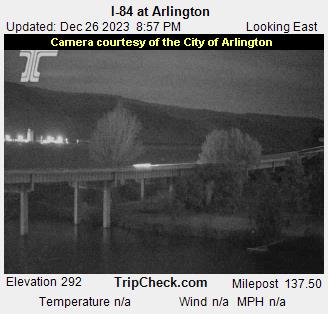 I-84 at Arlington
Updated: Dec 26 2023 8:57 PM Looking East
Camera courtesy of the City of Arlington
Elevation 292 TripCheck.com Milepost 137.50
Temperature n/a Wind n/a MPH n/a